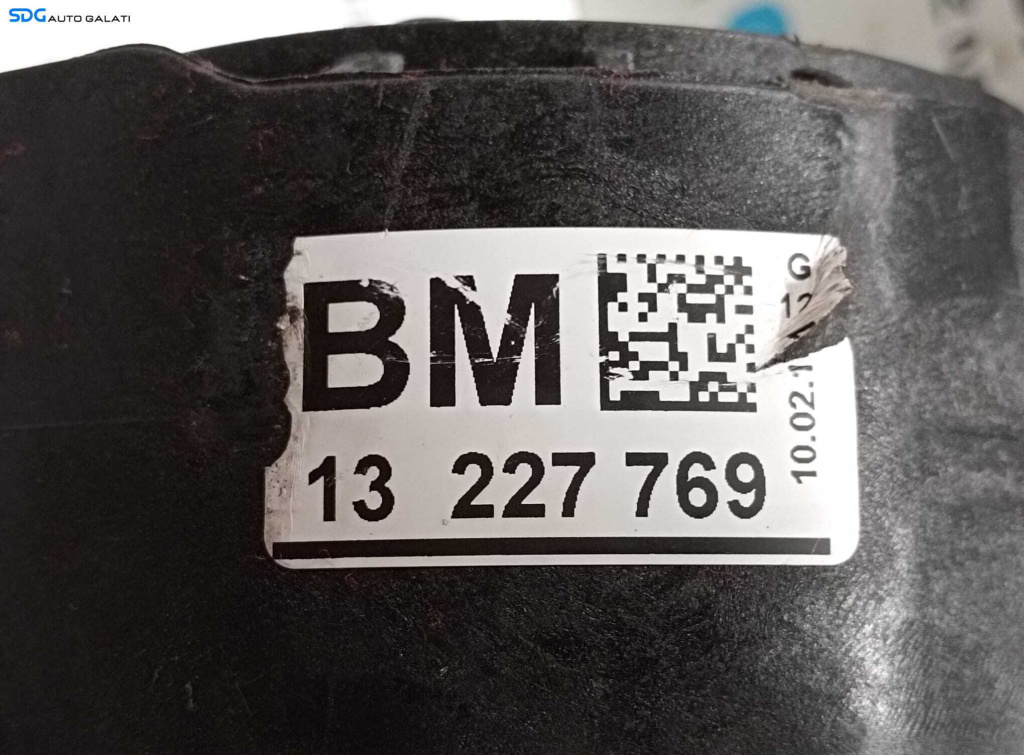 SDG AUTO GALATI
BM
13 227 769
G
12
10.02.1